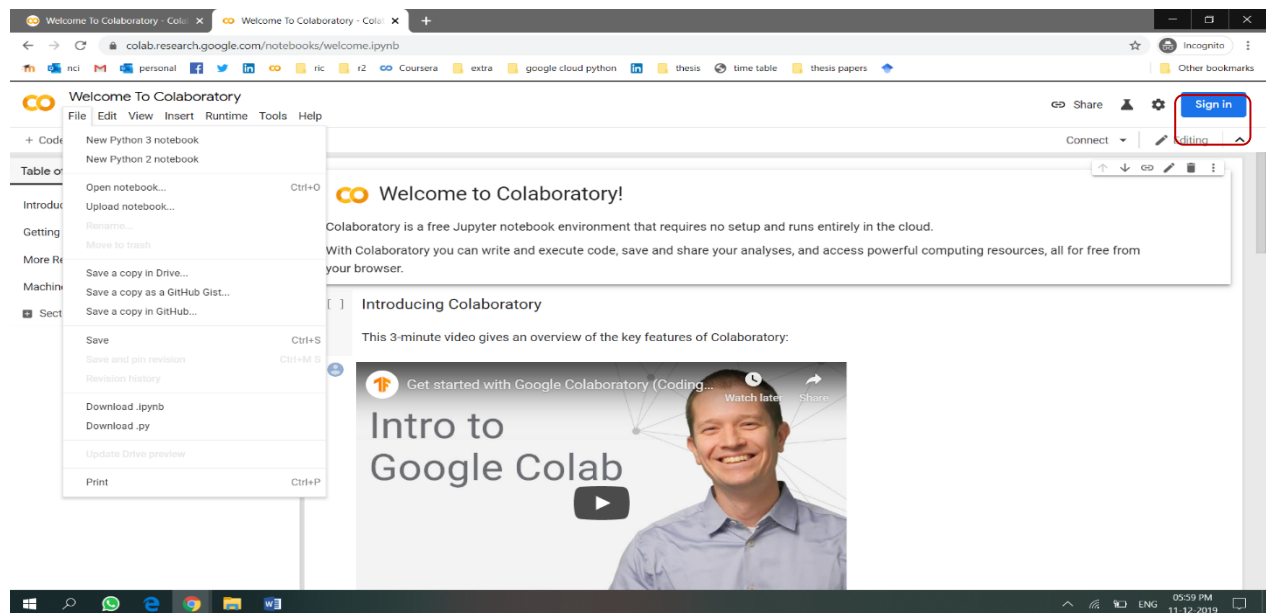 Welcome To Colaboratory - Cola
Welcome To Colaboratory - Cola
colab.research.google.com/notebooks/welcome.ipynb
Incognito
nci
personal
ric
r2
Coursera
extra
google cloud python
thesis
time table
thesis papers
Other bookmarks
Welcome To Colaboratory
File Edit View Insert Runtime Tools Help
Share
Sign in
+ Code
Connect
Editing
Table of
Introduc
Getting
More Re
Machin
Sect
New Python 3 notebook
New Python 2 notebook
Open notebook... Ctrl+O
Upload notebook...
Rename...
Move to trash
Save a copy in Drive...
Save a copy as a GitHub Gist...
Save a copy in GitHub...
Save Ctrl+S
Save and pin revision Ctrl+M S
Revision history
Download .ipynb
Download .py
Update Drive preview
Print Ctrl+P
Welcome to Colaboratory!
Colaboratory is a free Jupyter notebook environment that requires no setup and runs entirely in the cloud.
With Colaboratory you can write and execute code, save and share your analyses, and access powerful computing resources, all for free from
your browser.
[ ] Introducing Colaboratory
This 3-minute video gives an overview of the key features of Colaboratory:
Get started with Google Colaboratory (Coding...
Watch later
Share
Intro to
Google Colab
ENG
05:59 PM
11-12-2019